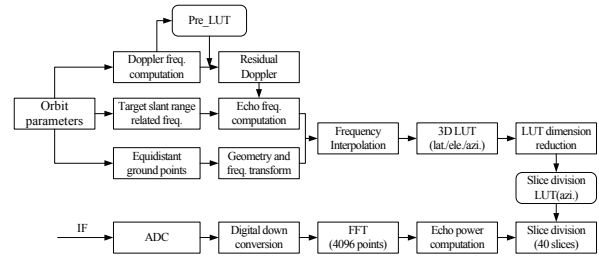 Pre_LUT
Doppler freq.
computation
Residual
Doppler
Orbit
parameters
Target slant range
related freq.
Echo freq.
computation
Frequency
Interpolation
3D LUT
(lat./ele./azi.)
LUT dimension
reduction
Equidistant
ground points
Geometry and
freq. transform
Slice division
LUT(azi.)
IF
ADC
Digital down
conversion
FFT
(4096 points)
Echo power
computation
Slice division
(40 slices)